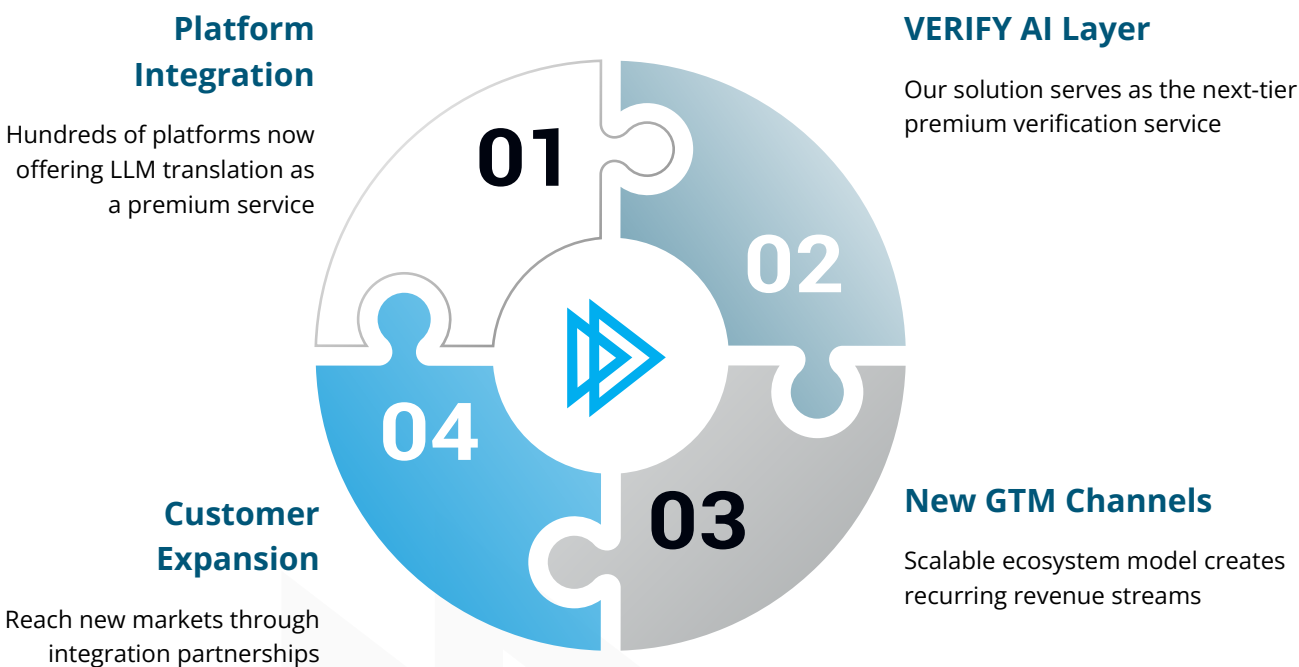 Platform
Integration
Hundreds of platforms now
offering LLM translation as
a premium service
01
VERIFY AI Layer
Our solution serves as the next-tier
premium verification service
02
03
New GTM Channels
Scalable ecosystem model creates
recurring revenue streams
04
Customer
Expansion
Reach new markets through
integration partnerships